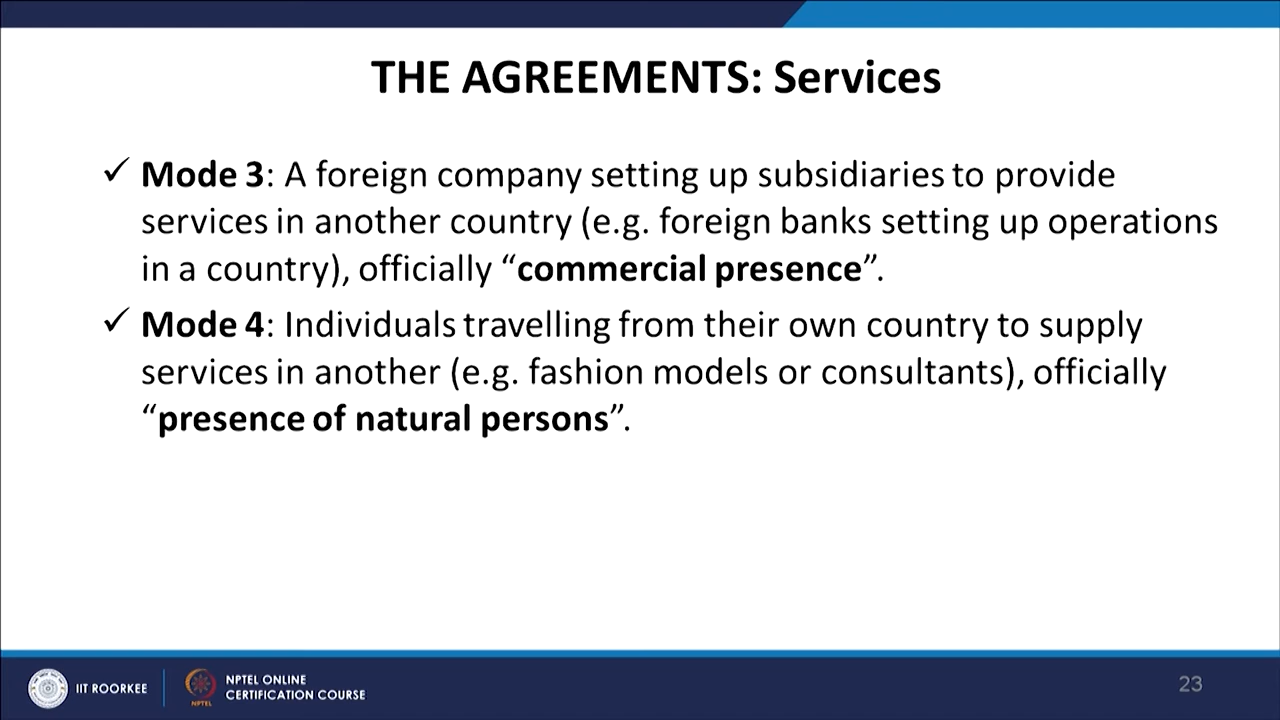 THE AGREEMENTS: Services
✓ Mode 3: A foreign company setting up subsidiaries to provide
services in another country (e.g. foreign banks setting up operations
in a country), officially “commercial presence”.
✓ Mode 4: Individuals travelling from their own country to supply
services in another (e.g. fashion models or consultants), officially
“presence of natural persons”.
IIT ROORKEE
NPTEL
NPTEL ONLINE
CERTIFICATION COURSE
23